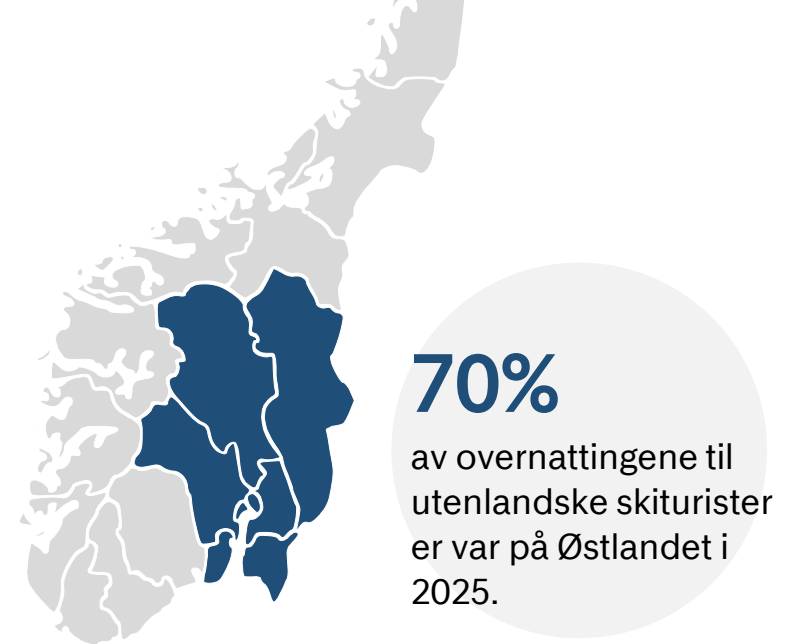 70%
av overnattingene til
utenlandske skiturister
er var på Østlandet i
2025.